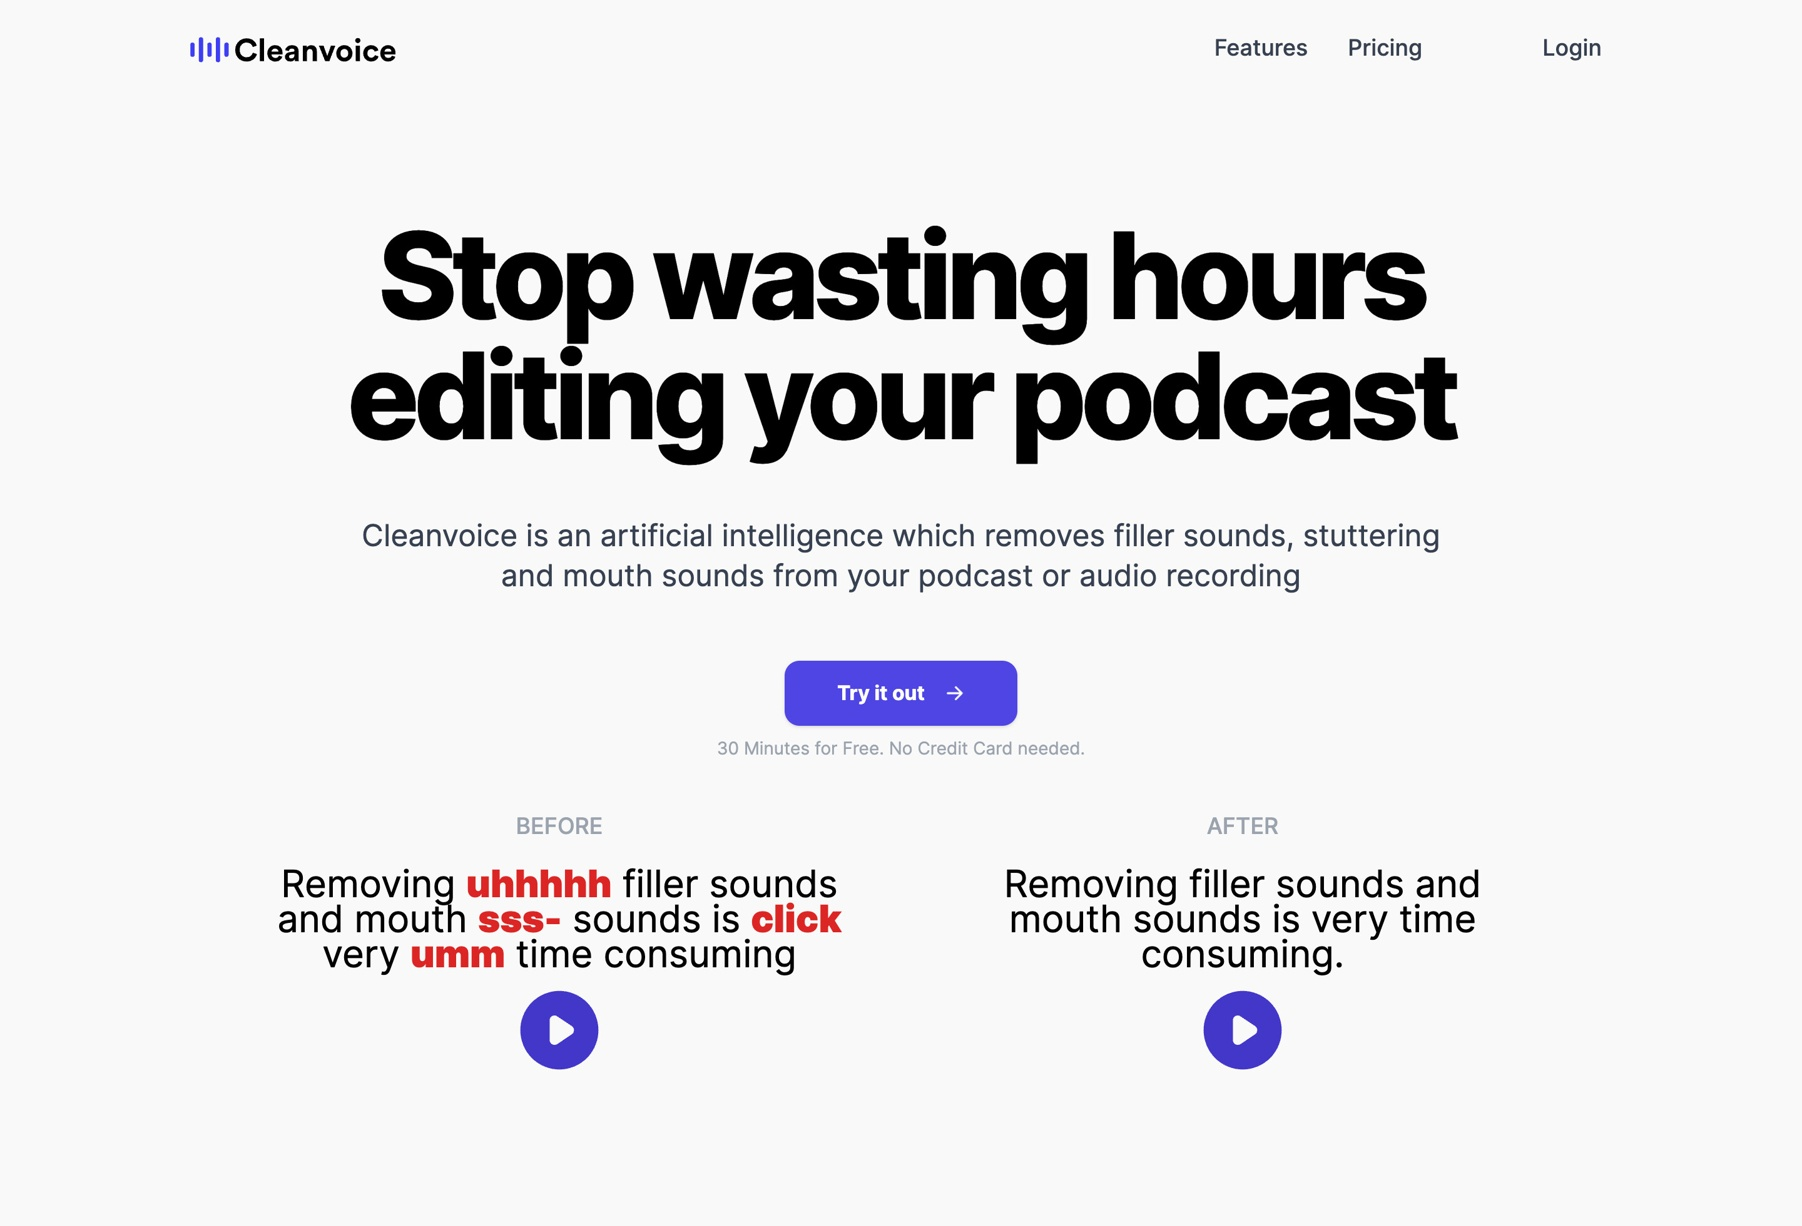 Cleanvoice
Features
Pricing
Login
Stop wasting hours
editing your podcast
Cleanvoice is an artificial intelligence which removes filler sounds, stuttering
and mouth sounds from your podcast or audio recording
Try it out →
30 Minutes for Free. No Credit Card needed.
BEFORE
Removing uhhhhh filler sounds
and mouth sss- sounds is click
very umm time consuming
AFTER
Removing filler sounds and
mouth sounds is very time
consuming.